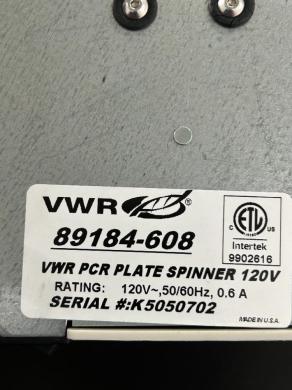 VWR®
89184-608
VWR PCR PLATE SPINNER 120V
RATING: 120V~,50/60Hz, 0.6 A
SERIAL #:K5050702
ETL
C US
Intertek
9902616
MADE IN U.S.A.